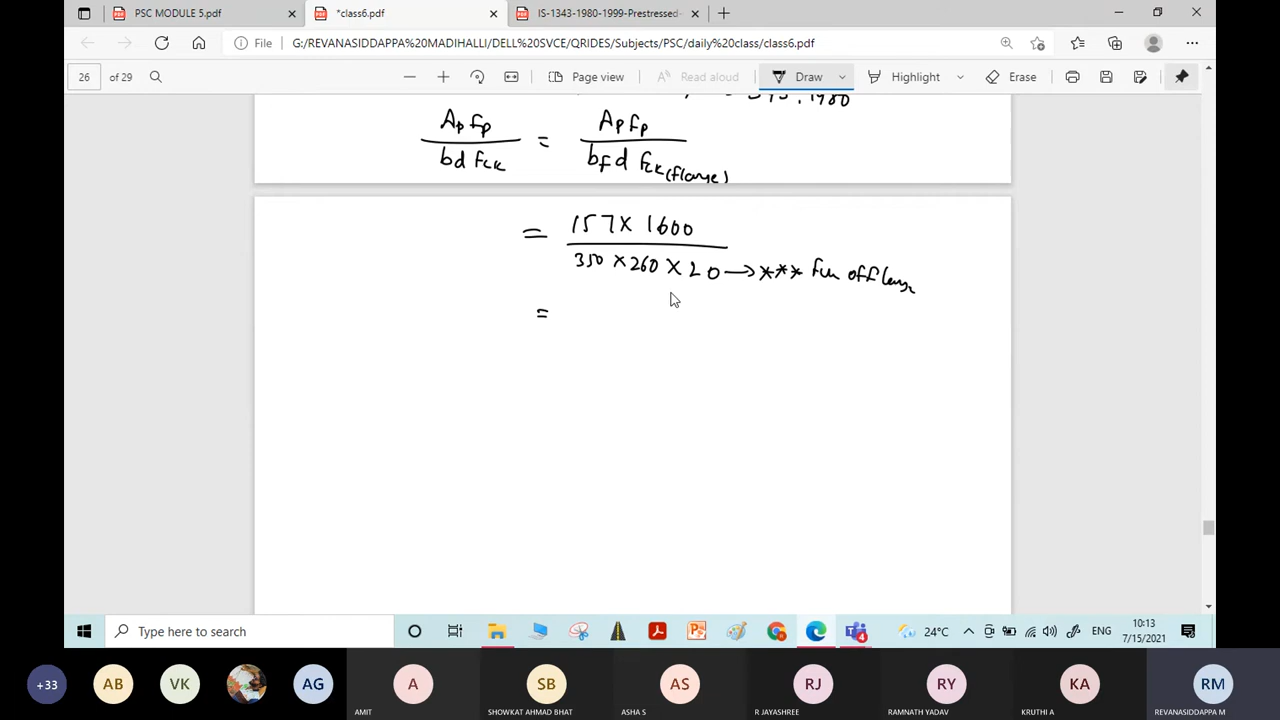 PSC MODULE 5.pdf
*class6.pdf
IS-1343-1980-1999-Prestressed-
File G:/REVANASIDDAPPA%20MADIHALLI/DELL%20SVCE/QRIDES/Subjects/PSC/daily%20class/class6.pdf
26 of 29 Page view Read aloud Draw Highlight Erase
Ap fp / bd fck = Ap fp / bf d fck (flange)
= 157 x 1600 / 350 x 260 x 20 → ***
=
Type here to search
24°C ENG 10:13
7/15/2021
4
+33 AB VK AG A SB AS RJ RY KA RM
AMIT SHOWKAT AHMAD BHAT ASHA S R JAYASHREE RAMNATH YADAV KRUTHI A REVANASIDDAPPA M